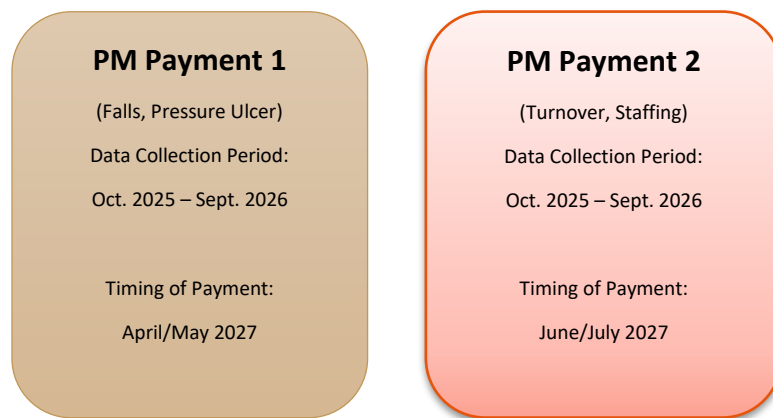 PM Payment 1
(Falls, Pressure Ulcer)
Data Collection Period:
Oct. 2025 – Sept. 2026
Timing of Payment:
April/May 2027
PM Payment 2
(Turnover, Staffing)
Data Collection Period:
Oct. 2025 – Sept. 2026
Timing of Payment:
June/July 2027